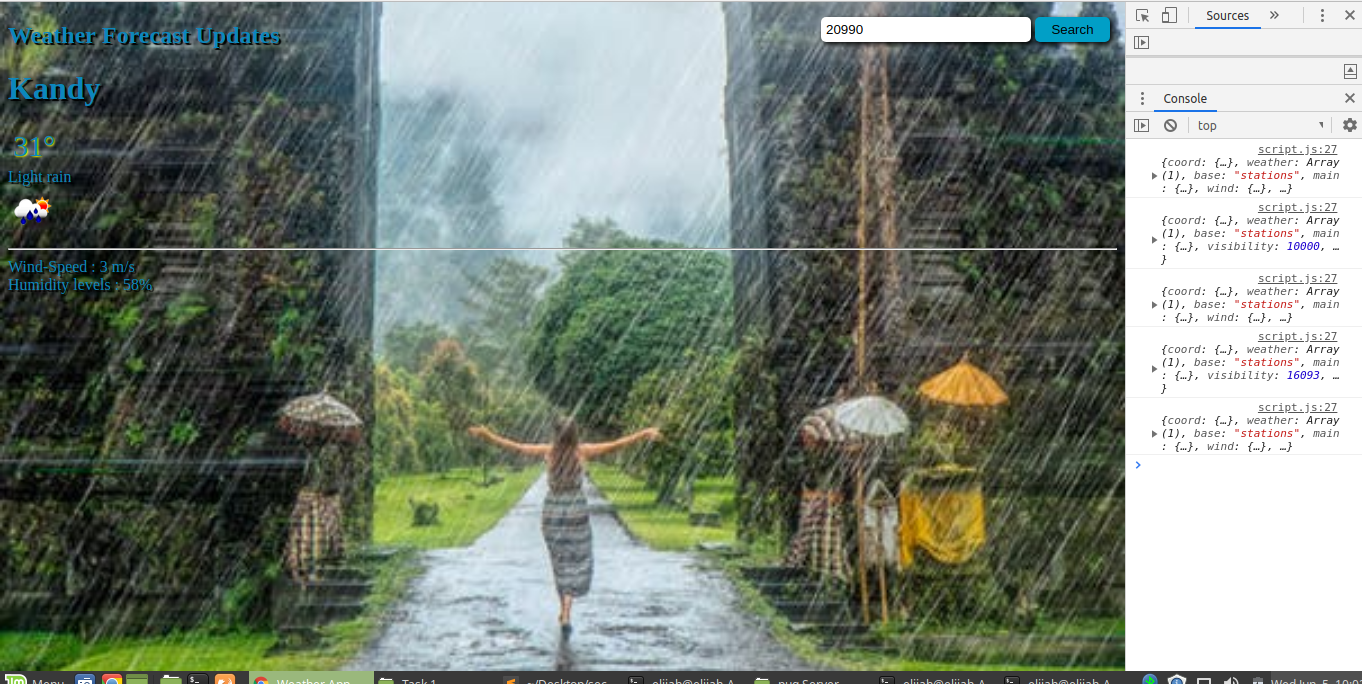 Weather Forecast Updates
20990
Search
Kandy
31°
Light rain
Wind-Speed : 3 m/s
Humidity levels : 58%
Sources
Console
top
script.js:27
{coord: {…}, weather: Array
(1), base: "stations", main
: {…}, wind: {…}, …}
script.js:27
{coord: {…}, weather: Array
(1), base: "stations", main
: {…}, visibility: 10000, …
}
script.js:27
{coord: {…}, weather: Array
(1), base: "stations", main
: {…}, wind: {…}, …}
script.js:27
{coord: {…}, weather: Array
(1), base: "stations", main
: {…}, visibility: 16093, …
}
script.js:27
{coord: {…}, weather: Array
(1), base: "stations", main
: {…}, wind: {…}, …}
Menu
Weather App
Task 1
~/Desktop/soc
elijah@elijah-A
pug Server
elijah@elijah-A
elijah@elijah-A
Wed Jun 5,